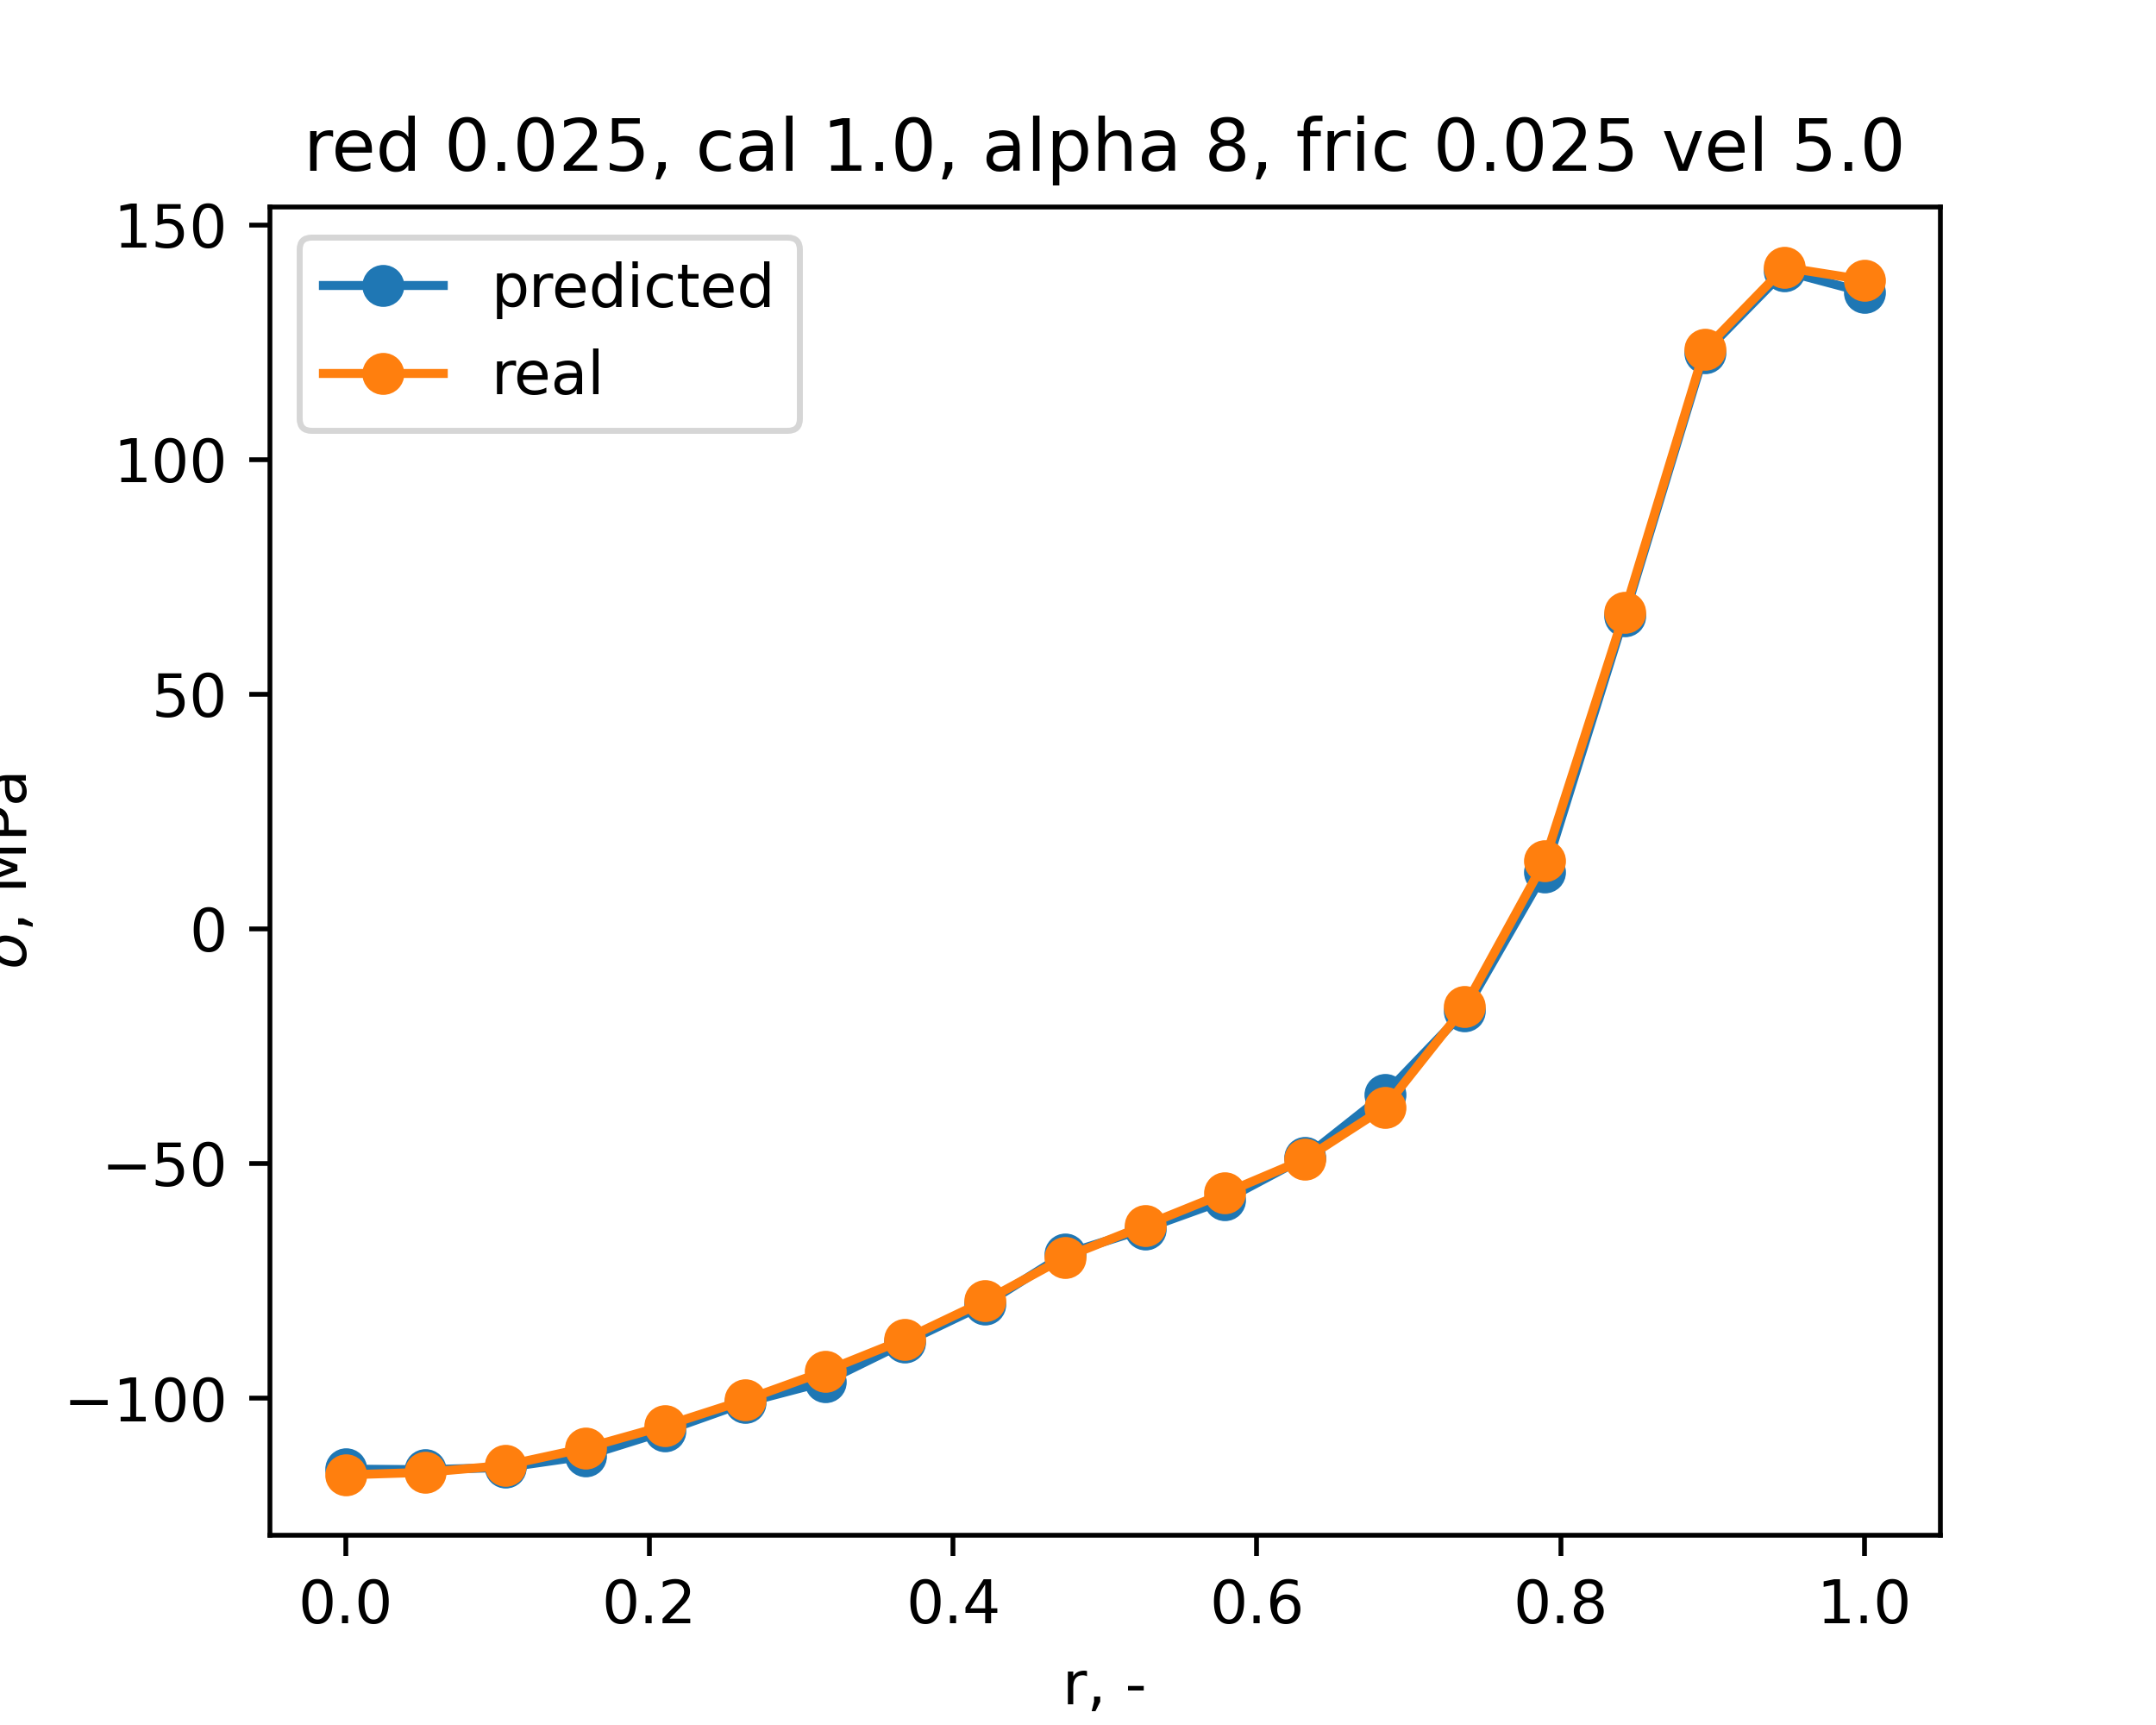 red 0.025, cal 1.0, alpha 8, fric 0.025 vel 5.0
predicted
real
150
100
50
0
−50
−100
σ, MPa
0.0 0.2 0.4 0.6 0.8 1.0
r, -